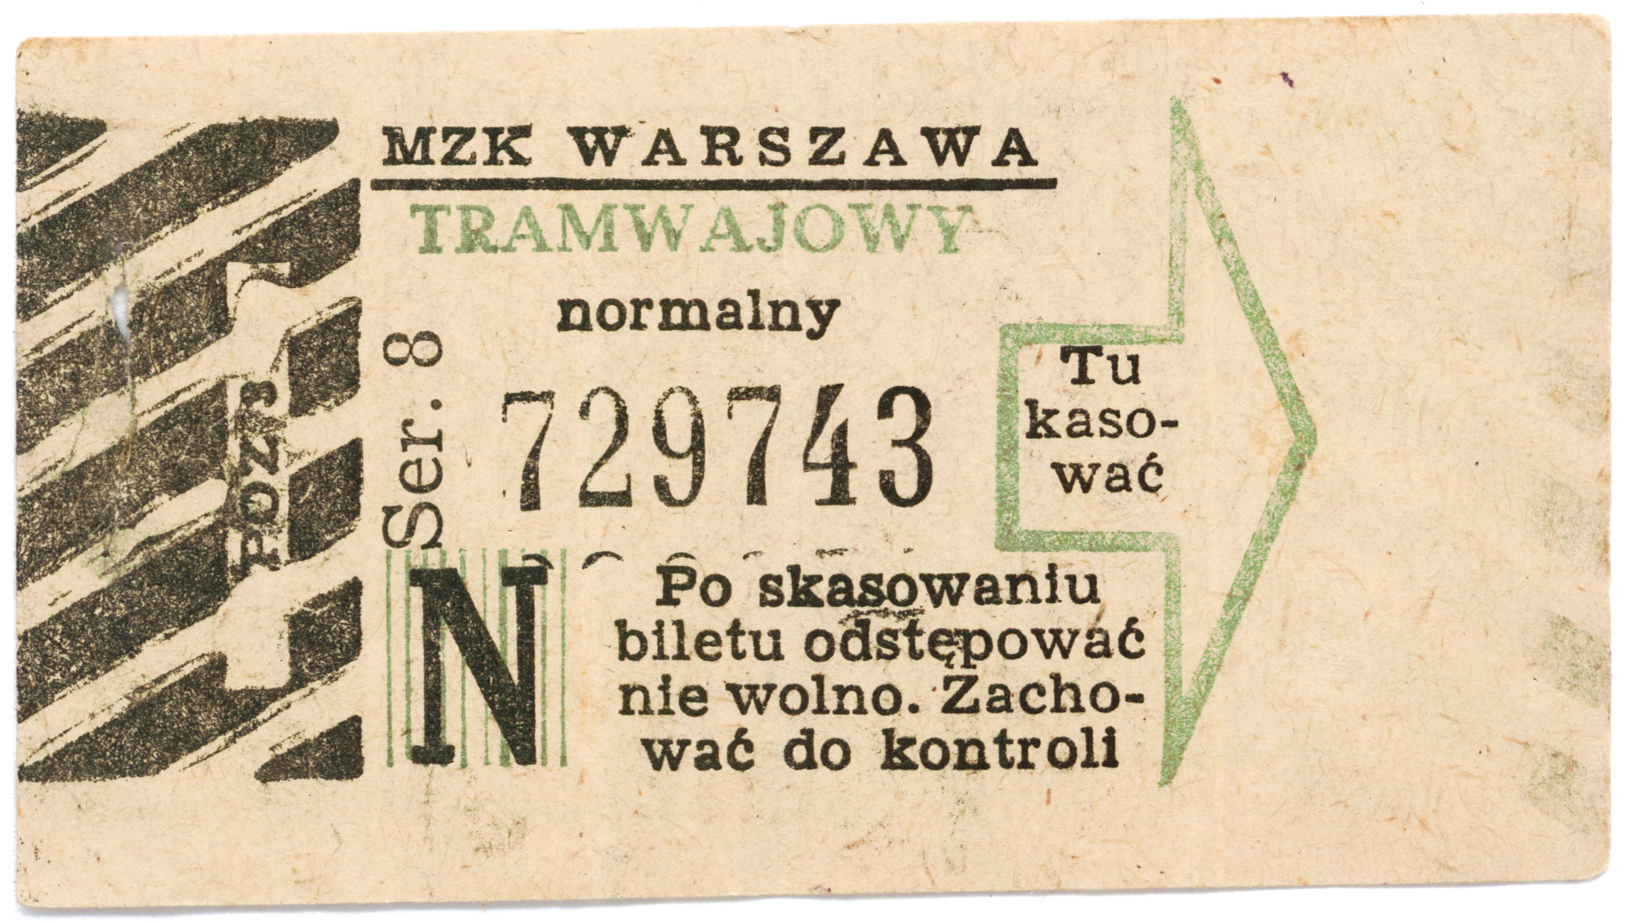 MZK WARSZAWA
TRAMWAJOWY
normalny
Ser. 8
729743
Tu
kaso-
wać
N
Po skasowaniu
biletu odstępować
nie wolno. Zacho-
wać do kontroli